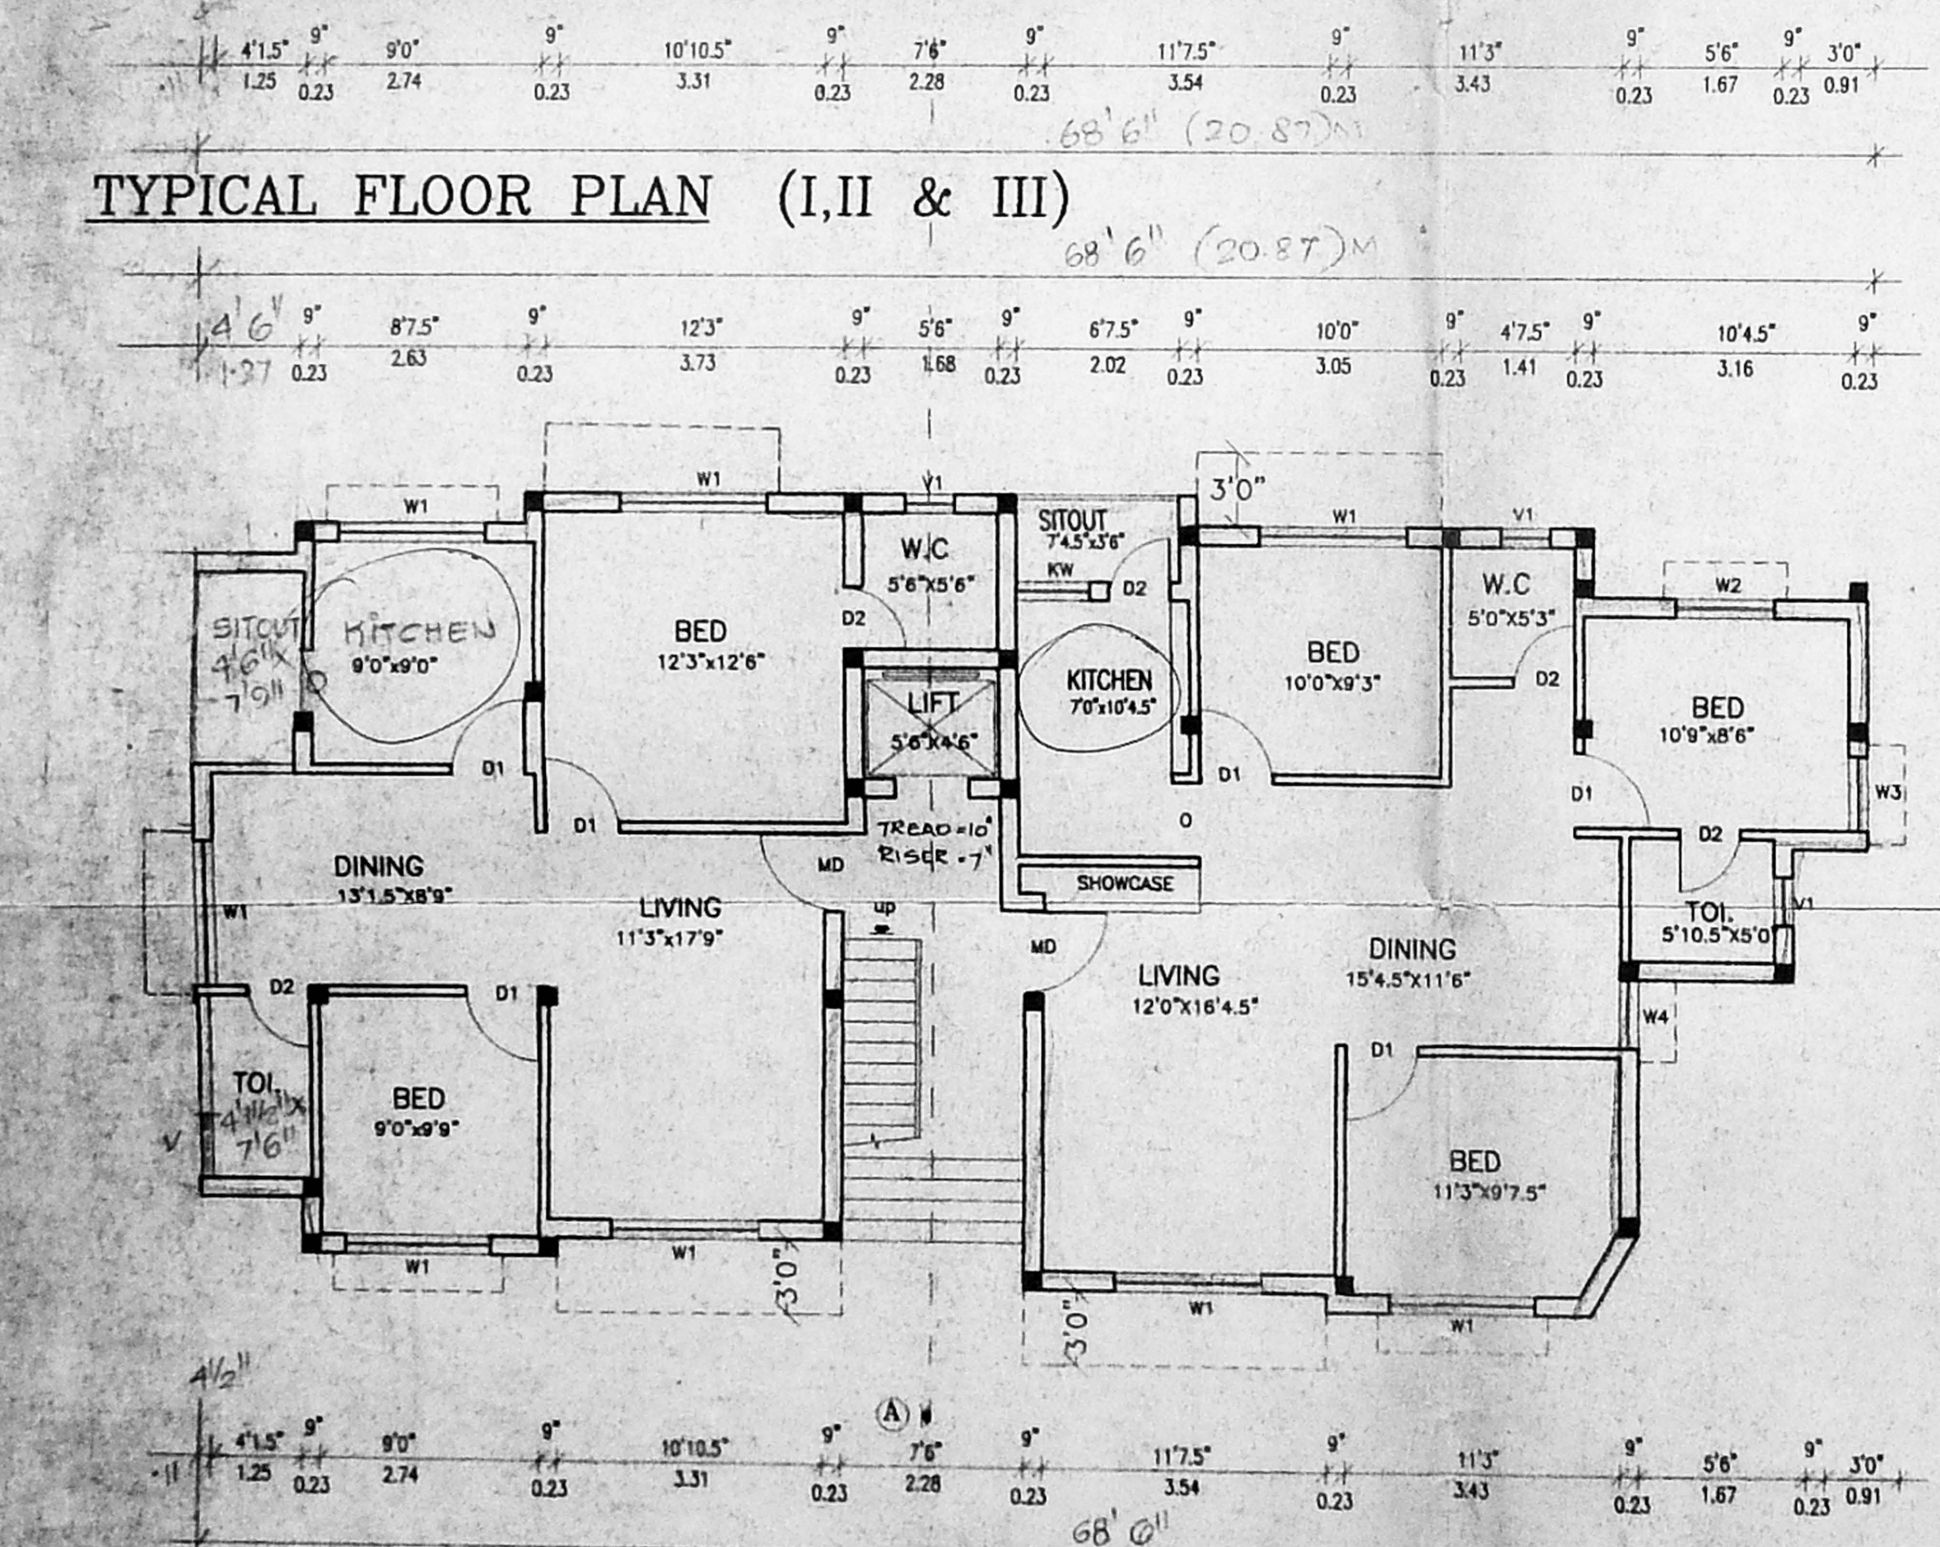 4'1.5" 9" 9'0" 9" 10'10.5" 9" 7'6" 9" 11'7.5" 9" 11'3" 9" 5'6" 9" 3'0"
.11 1.25 0.23 2.74 0.23 3.31 0.23 2.28 0.23 3.54 0.23 3.43 0.23 1.67 0.23 0.91
68'6" (20.87)M
TYPICAL FLOOR PLAN (I,II & III)
68'6" (20.87)M
4'6" 9" 8'7.5" 9" 12'3" 9" 5'6" 9" 6'7.5" 9" 10'0" 9" 4'7.5" 9" 10'4.5" 9"
1.37 0.23 2.63 0.23 3.73 0.23 1.68 0.23 2.02 0.23 3.05 0.23 1.41 0.23 3.16 0.23
W1 W1 V1 3'0" W1 V1
SITOUT
7'4.5"x3'6"
KW D2
W.C
5'6"X5'6"
D2
W.C
5'0"X5'3"
D2
W2
SITOUT
4'6"x
7'9"
O
KITCHEN
9'0"x9'0"
BED
12'3"x12'6"
LIFT
5'6"X4'6"
KITCHEN
7'0"x10'4.5"
BED
10'0"X9'3"
BED
10'9"x8'6"
D1 D1 D1 D1 W3
TREAD=10"
RISER=7"
O
D2
MD
DINING
13'1.5"X8'9"
W1
LIVING
11'3"x17'9"
up
SHOWCASE
MD
TOI.
5'10.5"X5'0
V1
DINING
15'4.5"X11'6"
LIVING
12'0"X16'4.5"
D2 D1
W4
D1
TOI.
4'1½"x
7'6"
V
BED
9'0"x9'9"
BED
11'3"X9'7.5"
W1 W1 3'0" 3'0" W1 W1
4½"
A
4'1.5" 9" 9'0" 9" 10'10.5" 9" 7'6" 9" 11'7.5" 9" 11'3" 9" 5'6" 9" 3'0"
.11 1.25 0.23 2.74 0.23 3.31 0.23 2.28 0.23 3.54 0.23 3.43 0.23 1.67 0.23 0.91
68'6"